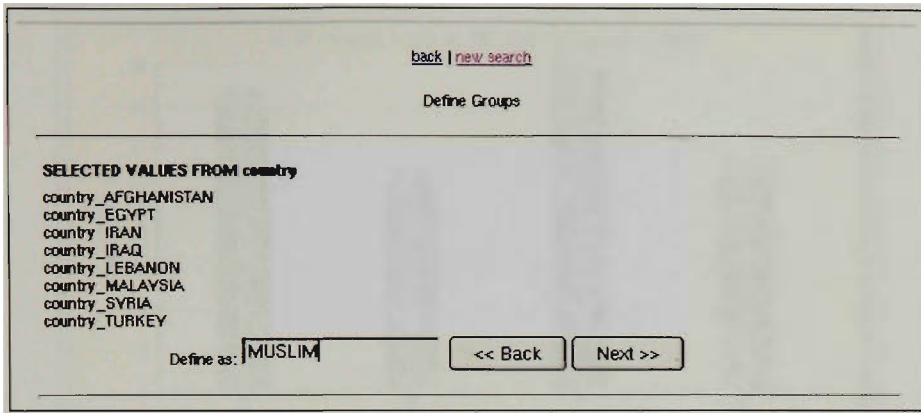 back | new search
Define Groups
SELECTED VALUES FROM country
country_AFGHANISTAN
country_EGYPT
country_IRAN
country_IRAQ
country_LEBANON
country_MALAYSIA
country_SYRIA
country_TURKEY
Define as: MUSLIM << Back Next >>